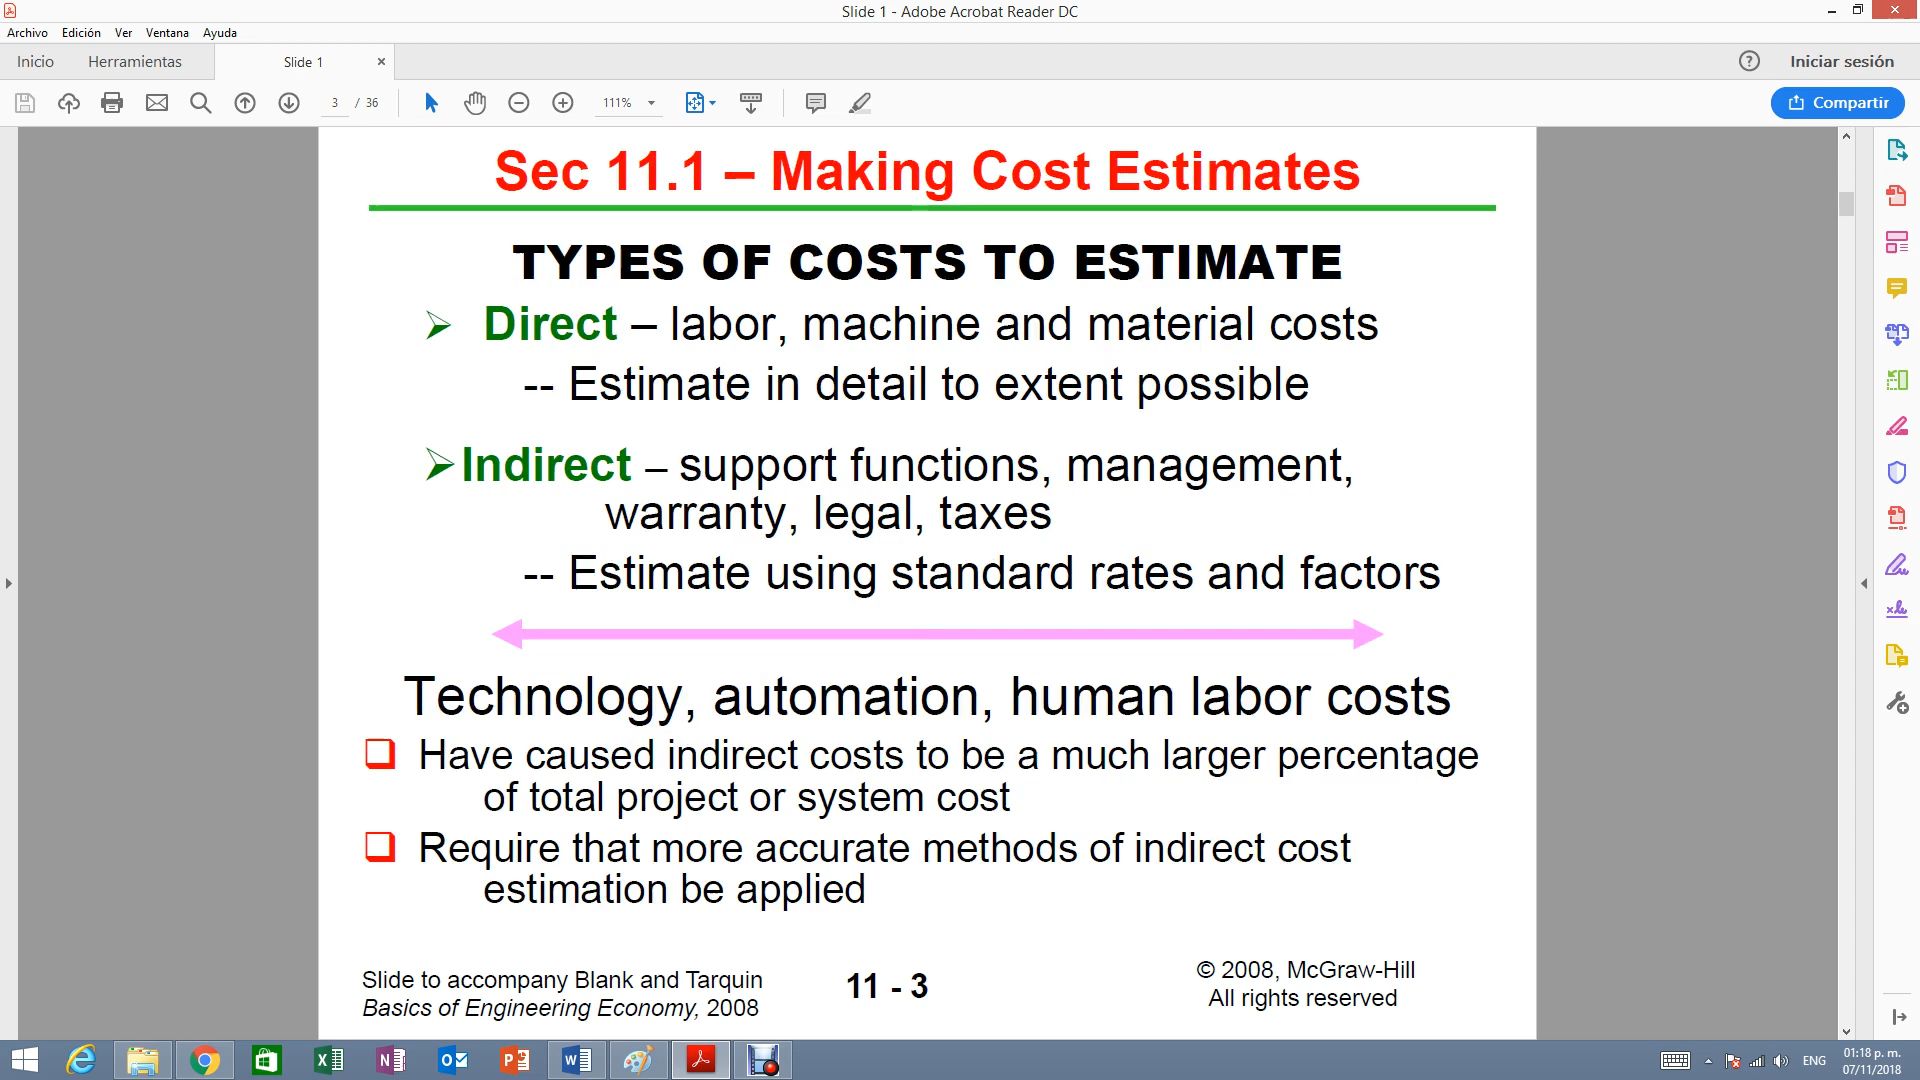 Slide 1 - Adobe Acrobat Reader DC
Archivo Edición Ver Ventana Ayuda
Inicio Herramientas Slide 1 Iniciar sesión
3 / 36 111% Compartir
Sec 11.1 – Making Cost Estimates
TYPES OF COSTS TO ESTIMATE
Direct – labor, machine and material costs
-- Estimate in detail to extent possible
Indirect – support functions, management,
warranty, legal, taxes
-- Estimate using standard rates and factors
Technology, automation, human labor costs
Have caused indirect costs to be a much larger percentage
of total project or system cost
Require that more accurate methods of indirect cost
estimation be applied
Slide to accompany Blank and Tarquin
Basics of Engineering Economy, 2008
11 - 3
© 2008, McGraw-Hill
All rights reserved
ENG
01:18 p. m.
07/11/2018